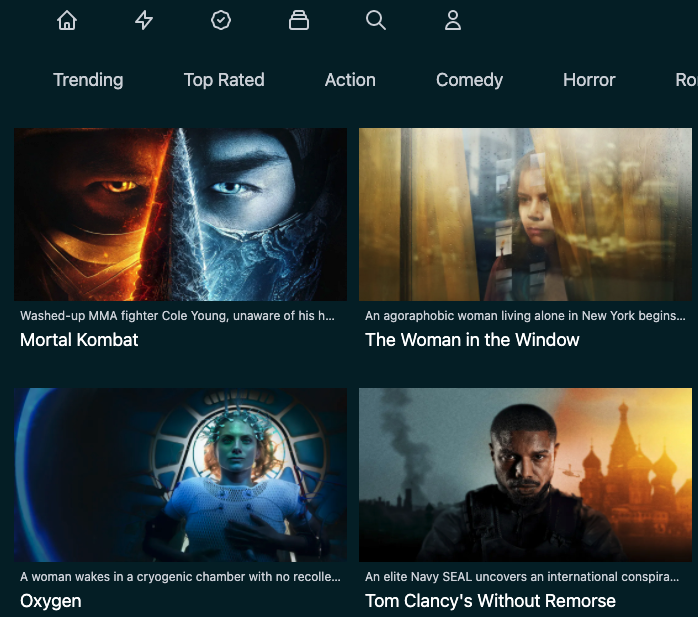 Trending Top Rated Action Comedy Horror Ro
Washed-up MMA fighter Cole Young, unaware of his h...
Mortal Kombat
An agoraphobic woman living alone in New York begins...
The Woman in the Window
A woman wakes in a cryogenic chamber with no recolle...
Oxygen
An elite Navy SEAL uncovers an international conspira...
Tom Clancy's Without Remorse